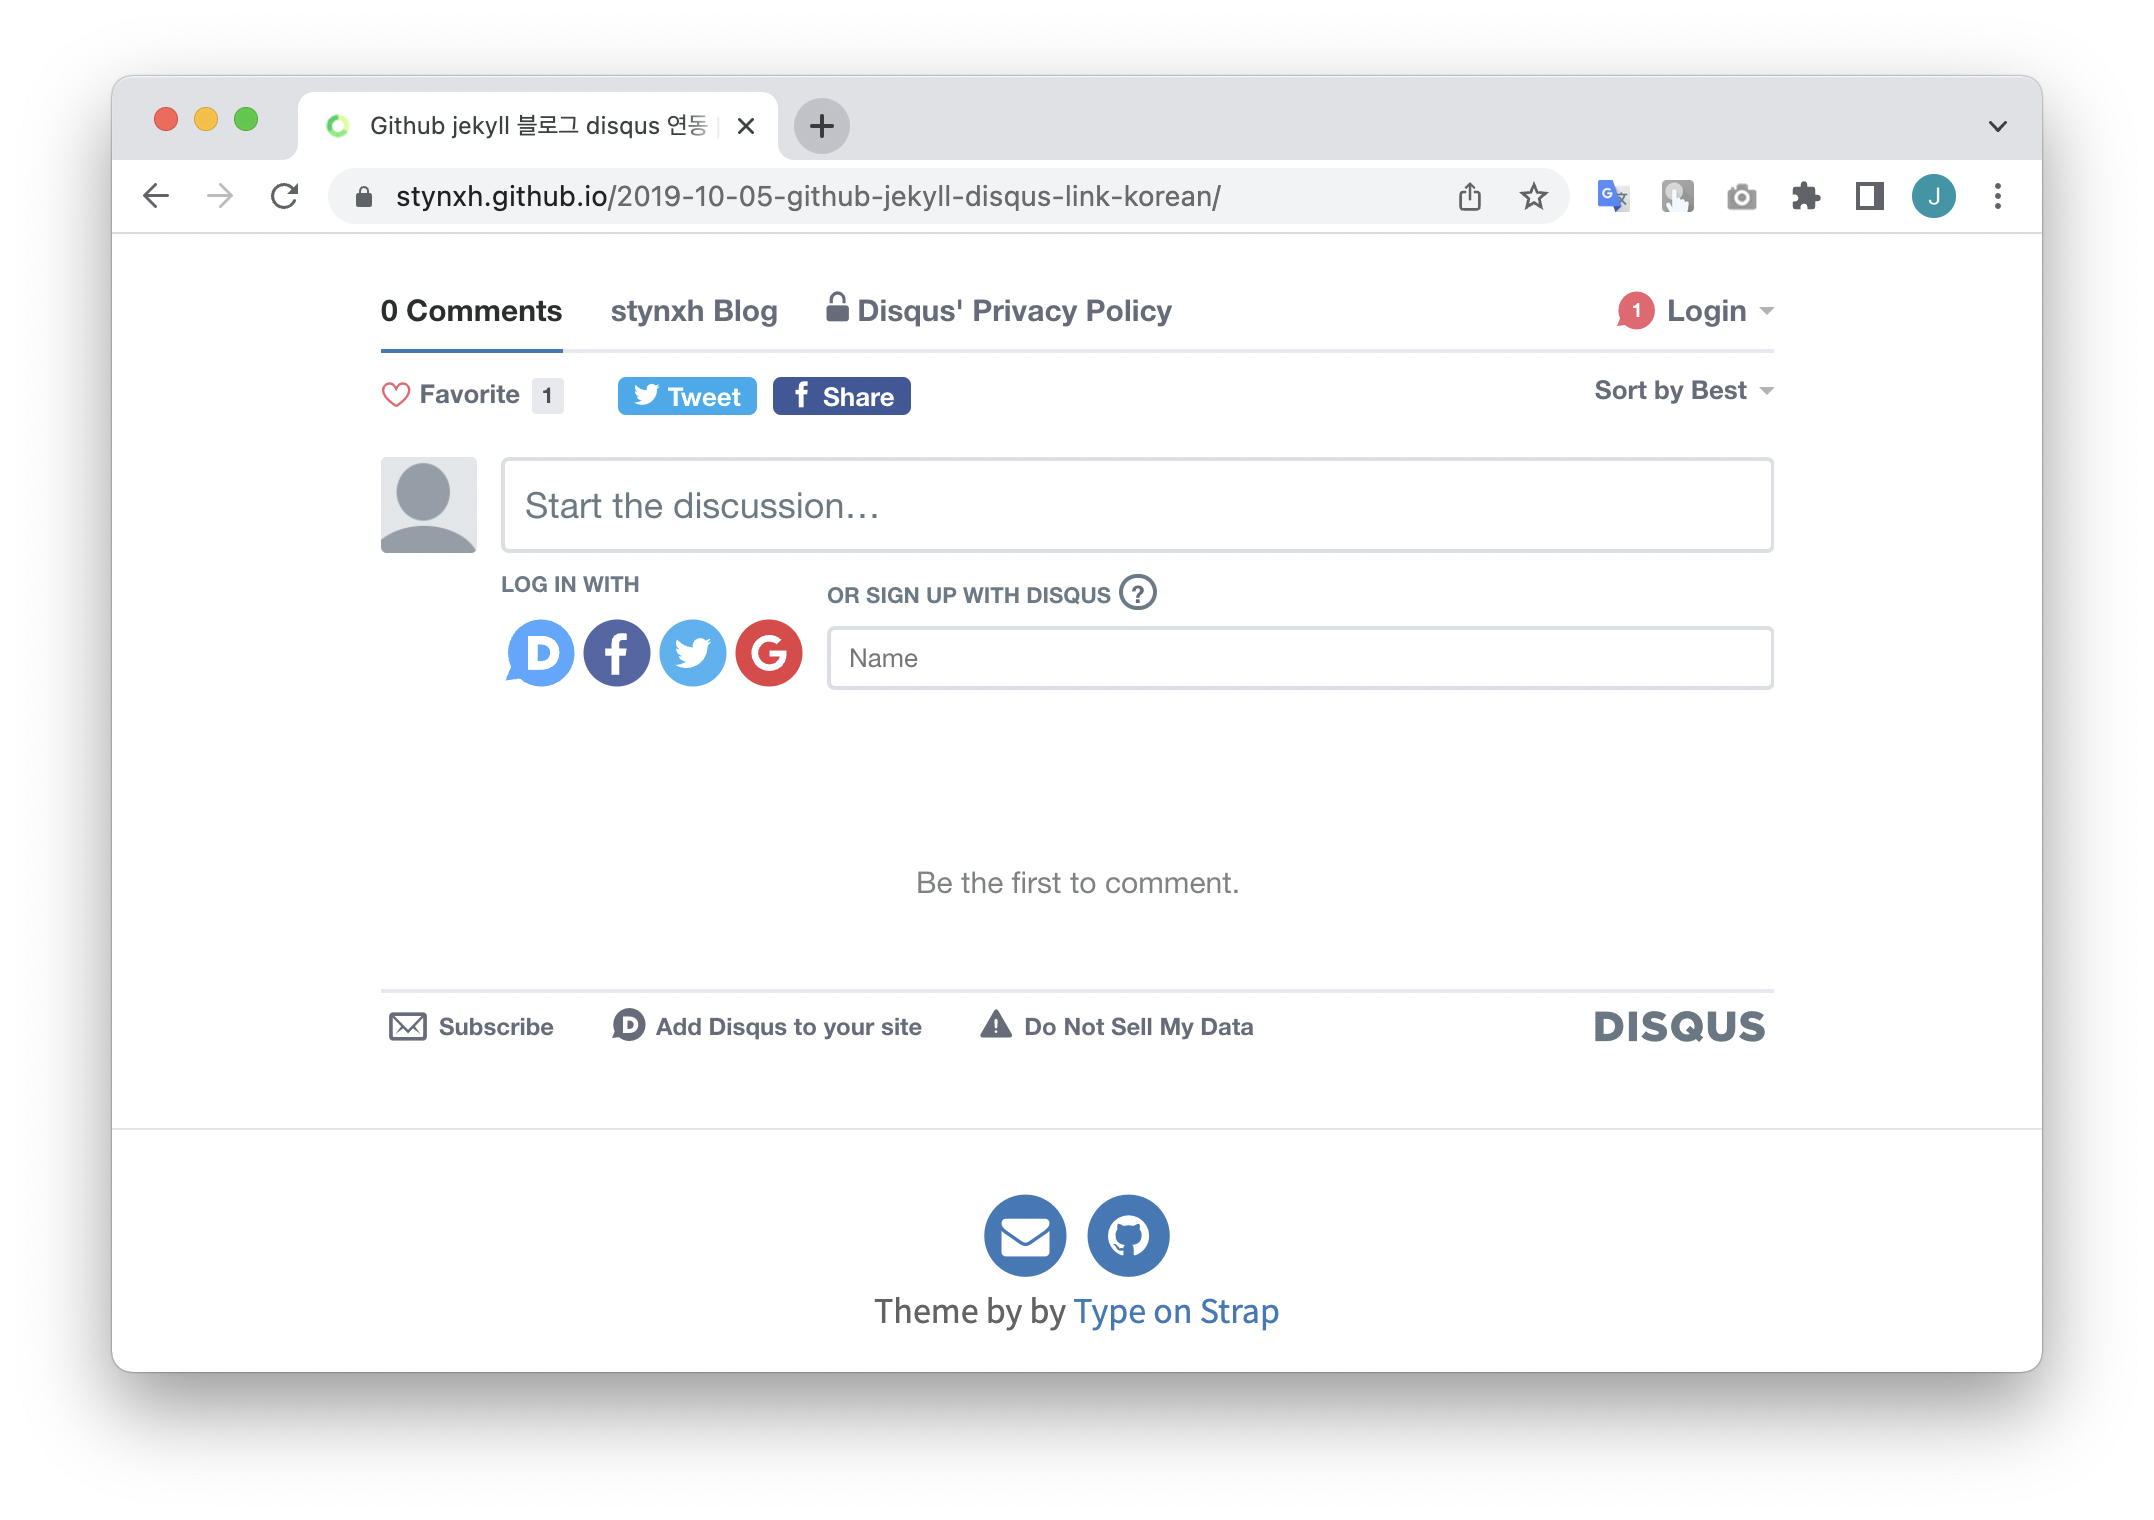 Github jekyll 블로그 disqus 연동
stynxh.github.io/2019-10-05-github-jekyll-disqus-link-korean/
J
0 Comments stynxh Blog Disqus' Privacy Policy 1 Login
Favorite 1 Tweet Share Sort by Best
Start the discussion…
LOG IN WITH OR SIGN UP WITH DISQUS ?
Name
Be the first to comment.
Subscribe Add Disqus to your site Do Not Sell My Data DISQUS
Theme by by Type on Strap